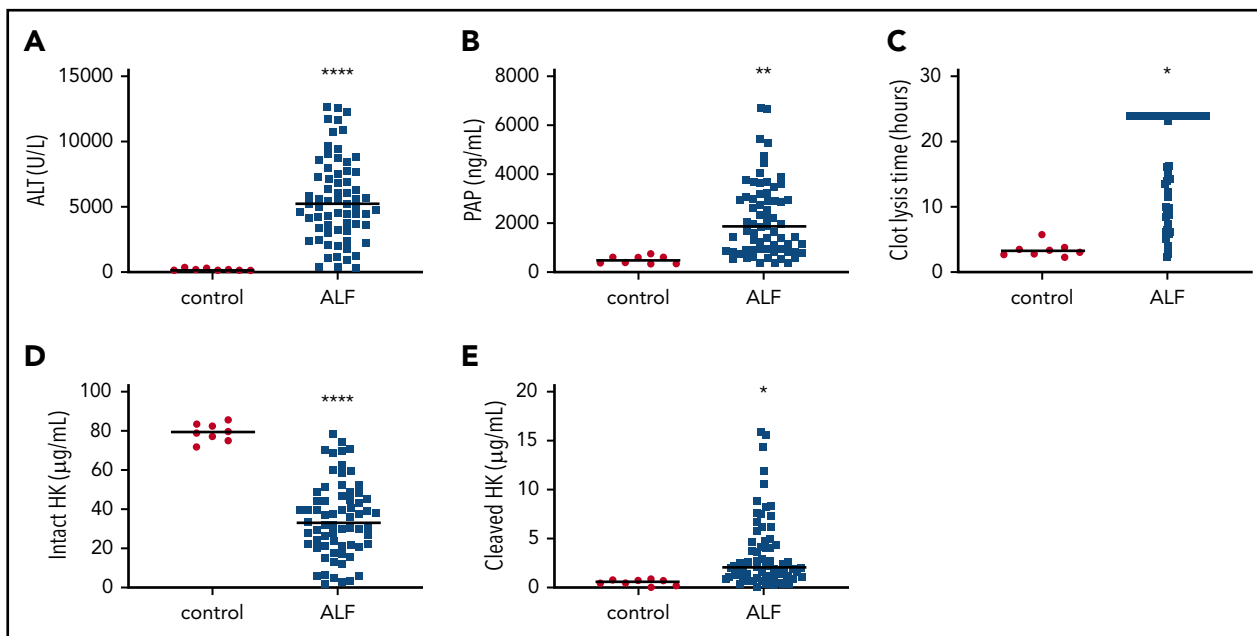 A
ALT (U/L)
15000
10000
5000
0
****
control
ALF
B
PAP (ng/mL)
8000
6000
4000
2000
0
**
control
ALF
C
Clot lysis time (hours)
30
20
10
0
*
control
ALF
D
Intact HK (μg/mL)
100
80
60
40
20
0
****
control
ALF
E
Cleaved HK (μg/mL)
20
15
10
5
0
*
control
ALF